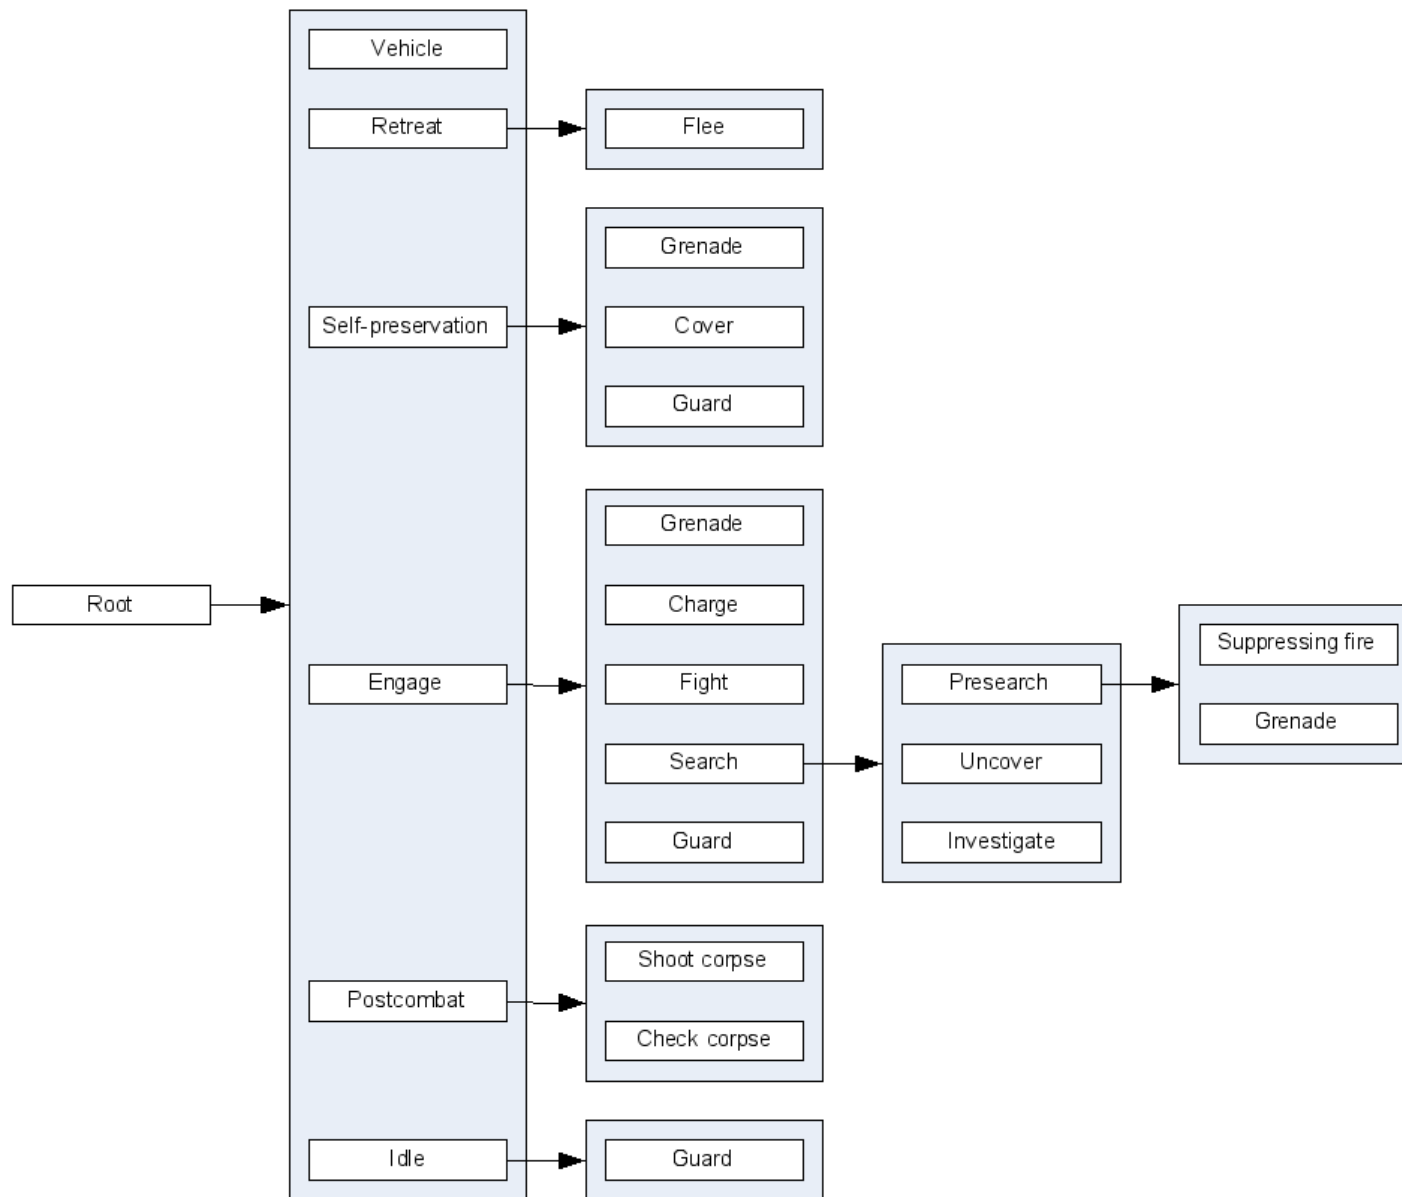 Root
Vehicle
Retreat
Self-preservation
Engage
Postcombat
Idle
Flee
Grenade
Cover
Guard
Grenade
Charge
Fight
Search
Guard
Shoot corpse
Check corpse
Guard
Presearch
Uncover
Investigate
Suppressing fire
Grenade